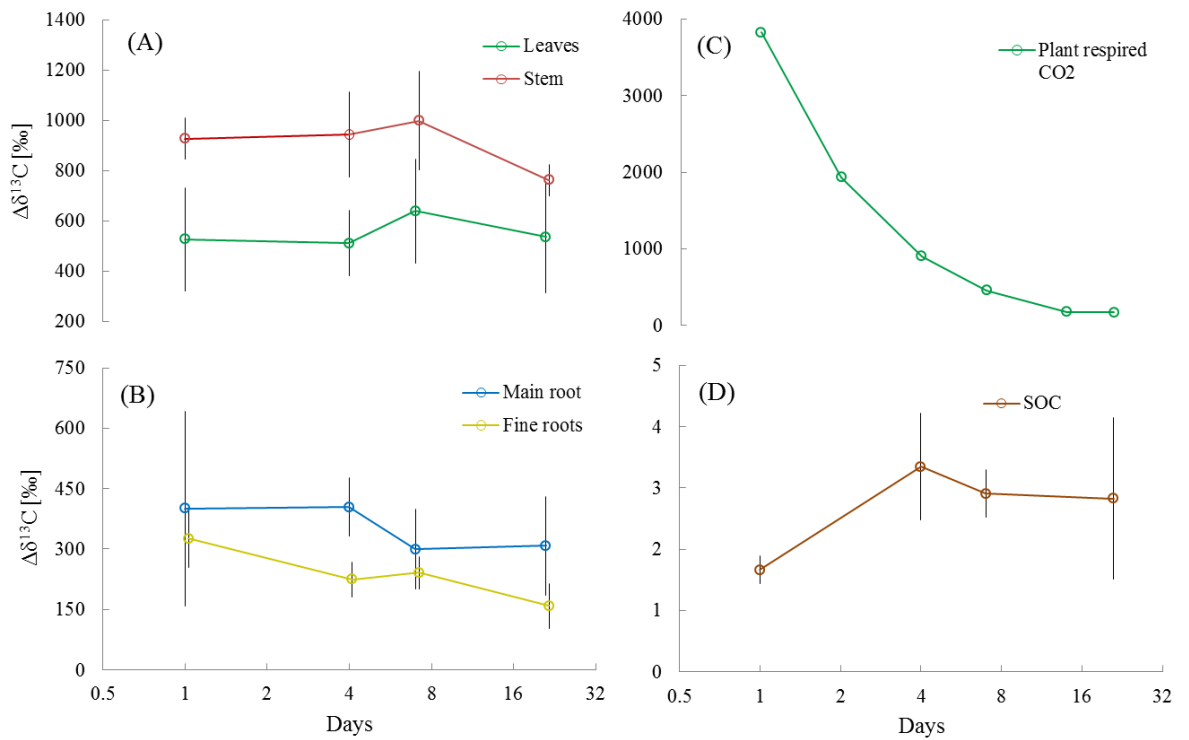 (A)
Leaves
Stem
1400
1200
1000
800
600
400
200
Δδ¹³C [‰]
(C)
Plant respired
CO2
4000
3000
2000
1000
0
(B)
Main root
Fine roots
750
600
450
300
150
0
Δδ¹³C [‰]
0.5 1 2 4 8 16 32
Days
(D)
SOC
5
4
3
2
1
0
0.5 1 2 4 8 16 32
Days